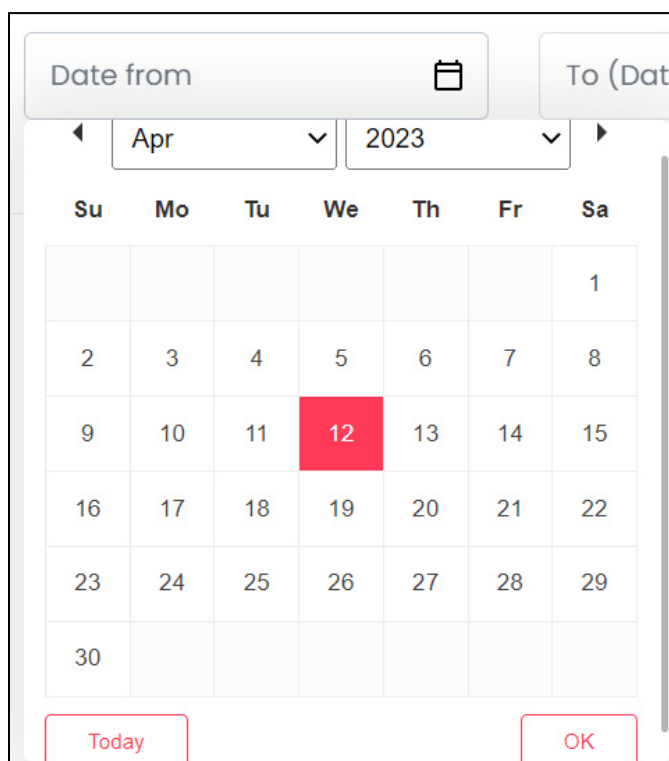 Date from To (Dat
Apr 2023
Su Mo Tu We Th Fr Sa
1
2 3 4 5 6 7 8
9 10 11 12 13 14 15
16 17 18 19 20 21 22
23 24 25 26 27 28 29
30
Today OK